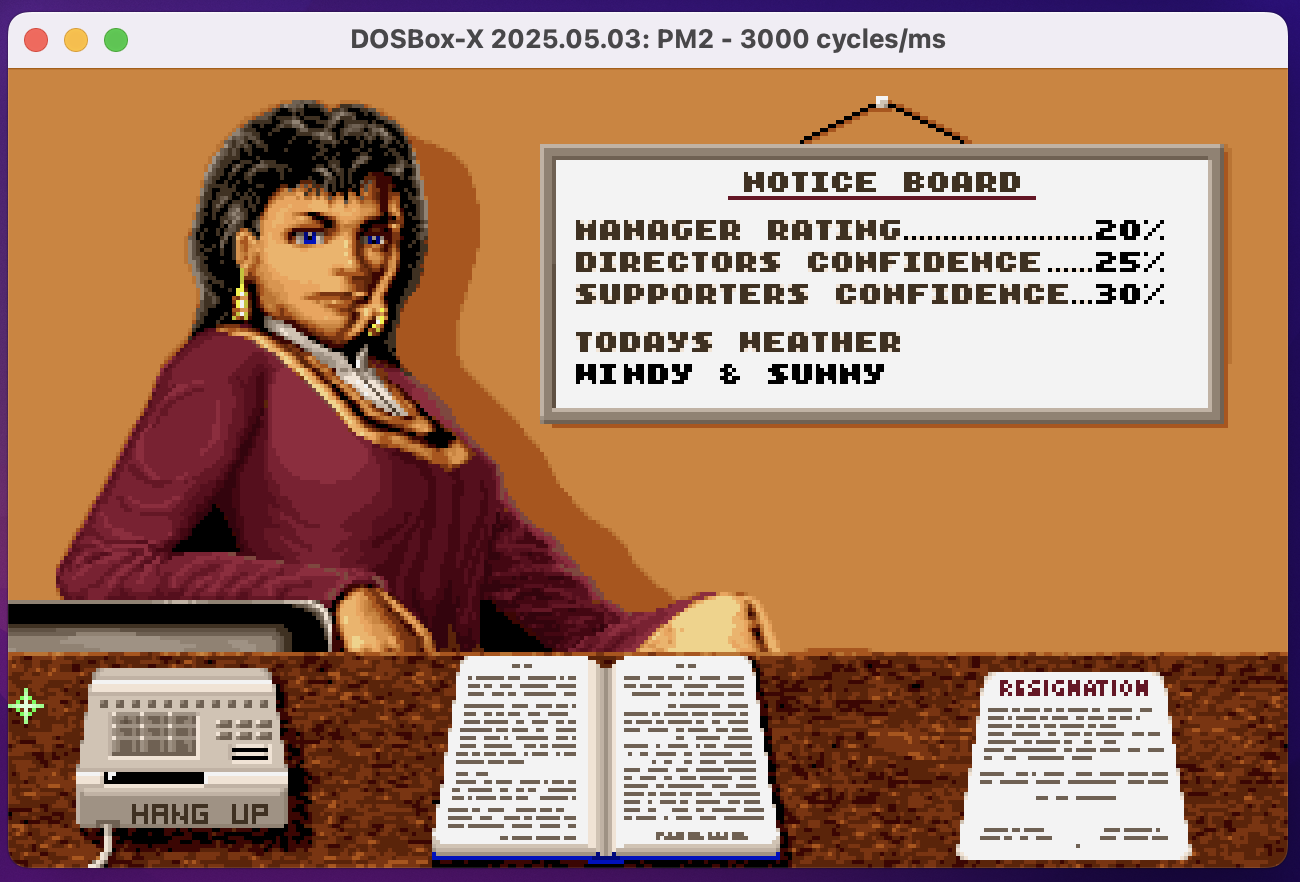 DOSBox-X 2025.05.03: PM2 - 3000 cycles/ms
NOTICE BOARD
MANAGER RATING........................20%
DIRECTORS CONFIDENCE......25%
SUPPORTERS CONFIDENCE...30%
TODAYS WEATHER
WINDY & SUNNY
RESIGNATION
HANG UP